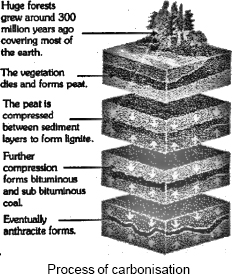 Huge forests
grew around 300
million years ago
covering most of
the earth.
The vegetation
dies and forms peat.
The peat is
compressed
between sediment
layers to form lignite.
Further
compression
forms bituminous
and sub bituminous
coal.
Eventually
anthracite forms.
Process of carbonisation